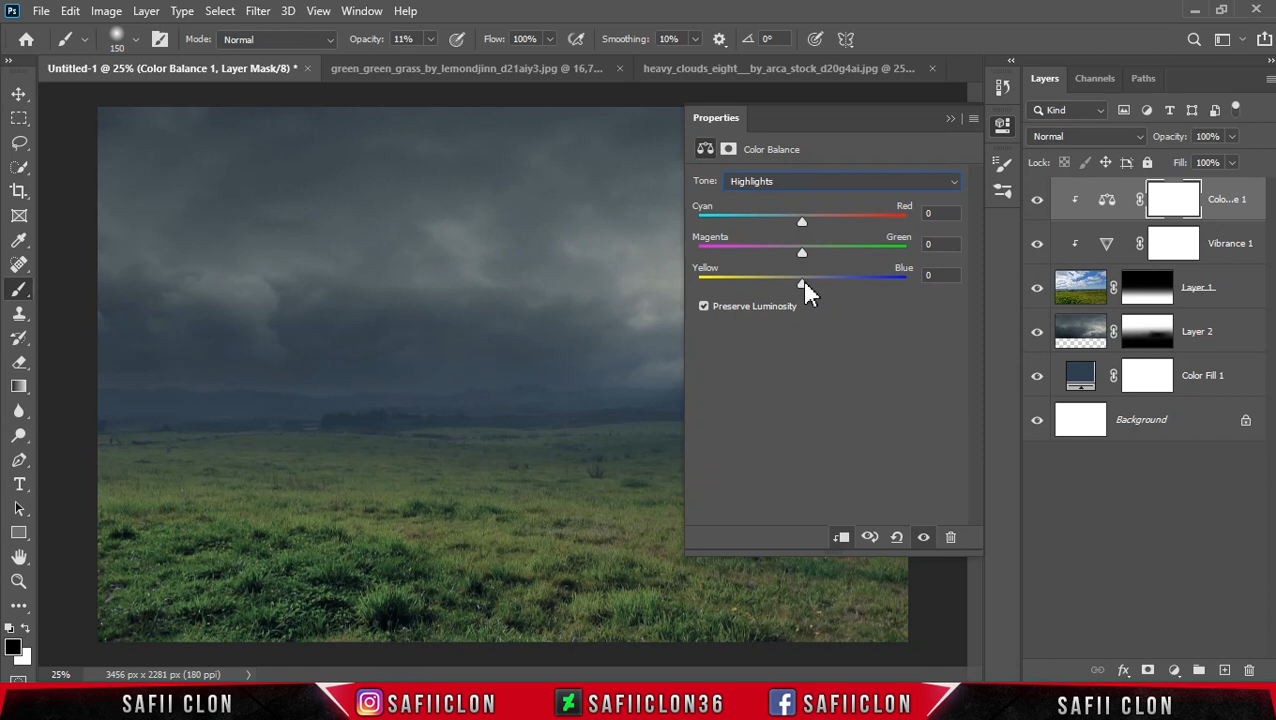 Ps File Edit Image Layer Type Select Filter 3D View Window Help
150 Mode: Normal Opacity: 11% Flow: 100% Smoothing: 10% 0°
Untitled-1 @ 25% (Color Balance 1, Layer Mask/8) * × green_green_grass_by_lemondjinn_d21aiy3.jpg @ 16,7... × heavy_clouds_eight__by_arca_stock_d20g4ai.jpg @ 25... ×
Properties
Color Balance
Tone: Highlights
Cyan Red 0
Magenta Green 0
Yellow Blue 0
Preserve Luminosity
Layers Channels Paths
Kind
Normal Opacity: 100%
Lock: Fill: 100%
Colo...e 1
Vibrance 1
Layer 1
Layer 2
Color Fill 1
Background
25% 3456 px x 2281 px (180 ppi)
SAFII CLON SAFIICLON SAFIICLON36 SAFIICLON SAFII CLON